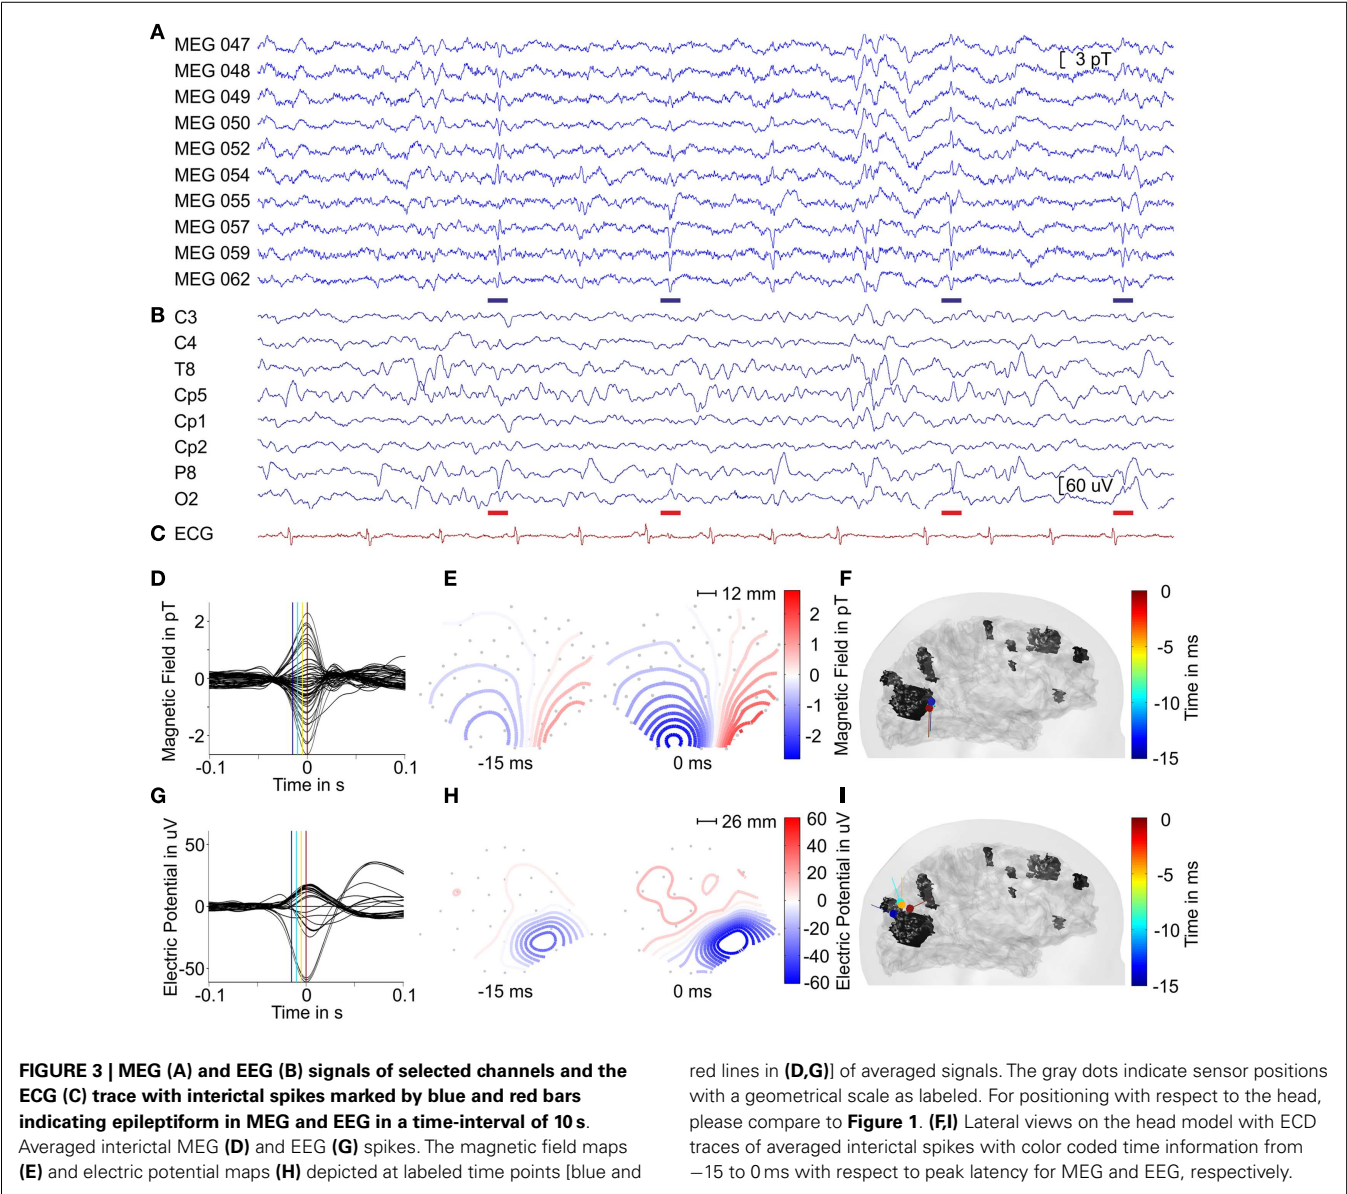 A
MEG 047
MEG 048
MEG 049
MEG 050
MEG 052
MEG 054
MEG 055
MEG 057
MEG 059
MEG 062
3 pT
B
C3
C4
T8
Cp5
Cp1
Cp2
P8
O2
60 uV
C
ECG
D
Magnetic Field in pT
2
0
-2
-0.1
0
0.1
Time in s
E
12 mm
-15 ms
0 ms
2
1
0
-1
-2
Magnetic Field in pT
F
0
-5
-10
-15
Time in ms
G
Electric Potential in uV
50
0
-50
-0.1
0
0.1
Time in s
H
26 mm
-15 ms
0 ms
60
40
20
0
-20
-40
-60
Electric Potential in uV
I
0
-5
-10
-15
Time in ms
FIGURE 3 | MEG (A) and EEG (B) signals of selected channels and the
ECG (C) trace with interictal spikes marked by blue and red bars
indicating epileptiform in MEG and EEG in a time-interval of 10 s.
Averaged interictal MEG (D) and EEG (G) spikes. The magnetic field maps
(E) and electric potential maps (H) depicted at labeled time points [blue and
red lines in (D,G)] of averaged signals. The gray dots indicate sensor positions
with a geometrical scale as labeled. For positioning with respect to the head,
please compare to Figure 1. (F,I) Lateral views on the head model with ECD
traces of averaged interictal spikes with color coded time information from
−15 to 0 ms with respect to peak latency for MEG and EEG, respectively.